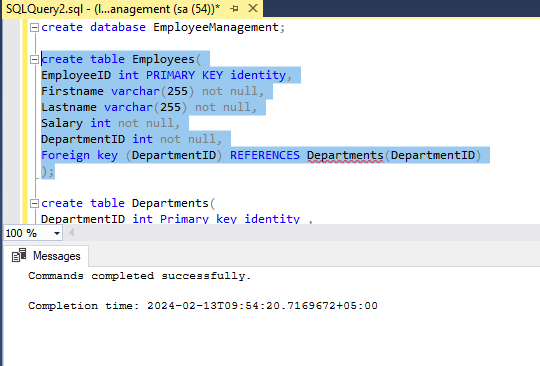 SQLQuery2.sql - (l...anagement (sa (54))*
create database EmployeeManagement;
create table Employees(
EmployeeID int PRIMARY KEY identity,
Firstname varchar(255) not null,
Lastname varchar(255) not null,
Salary int not null,
DepartmentID int not null,
Foreign key (DepartmentID) REFERENCES Departments(DepartmentID)
);
create table Departments(
DepartmentID int Primary key identity ,
100 %
Messages
Commands completed successfully.
Completion time: 2024-02-13T09:54:20.7169672+05:00